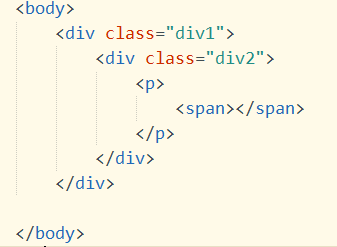 <body>
<div class="div1">
<div class="div2">
<p>
<span></span>
</p>
</div>
</div>
</body>